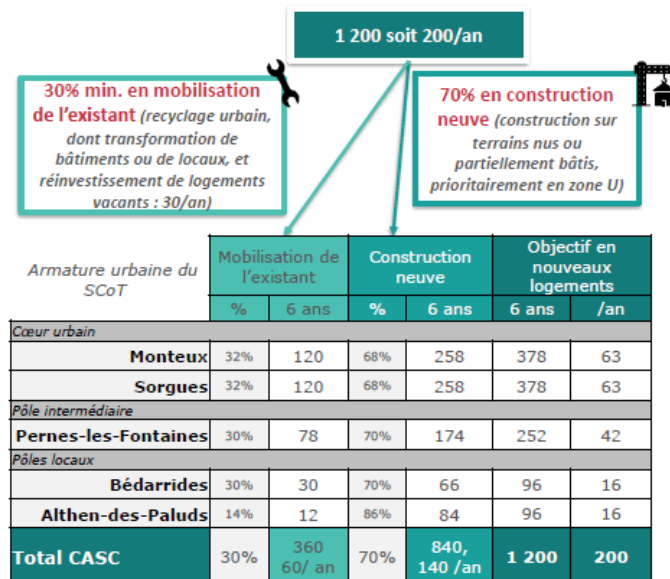 1 200 soit 200/an
30% min. en mobilisation
de l'existant (recyclage urbain,
dont transformation de
bâtiments ou de locaux, et
réinvestissement de logements
vacants : 30/an)
70% en construction
neuve (construction sur
terrains nus ou
partiellement bâtis,
prioritairement en zone U)
Armature urbaine du
SCoT
Mobilisation de
l'existant
Construction
neuve
Objectif en
nouveaux
logements
% 6 ans % 6 ans 6 ans /an
Cœur urbain
Monteux 32% 120 68% 258 378 63
Sorgues 32% 120 68% 258 378 63
Pôle intermédiaire
Pernes-les-Fontaines 30% 78 70% 174 252 42
Pôles locaux
Bédarrides 30% 30 70% 66 96 16
Althen-des-Paluds 14% 12 86% 84 96 16
Total CASC 30% 360 60/ an 70% 840, 140 /an 1 200 200